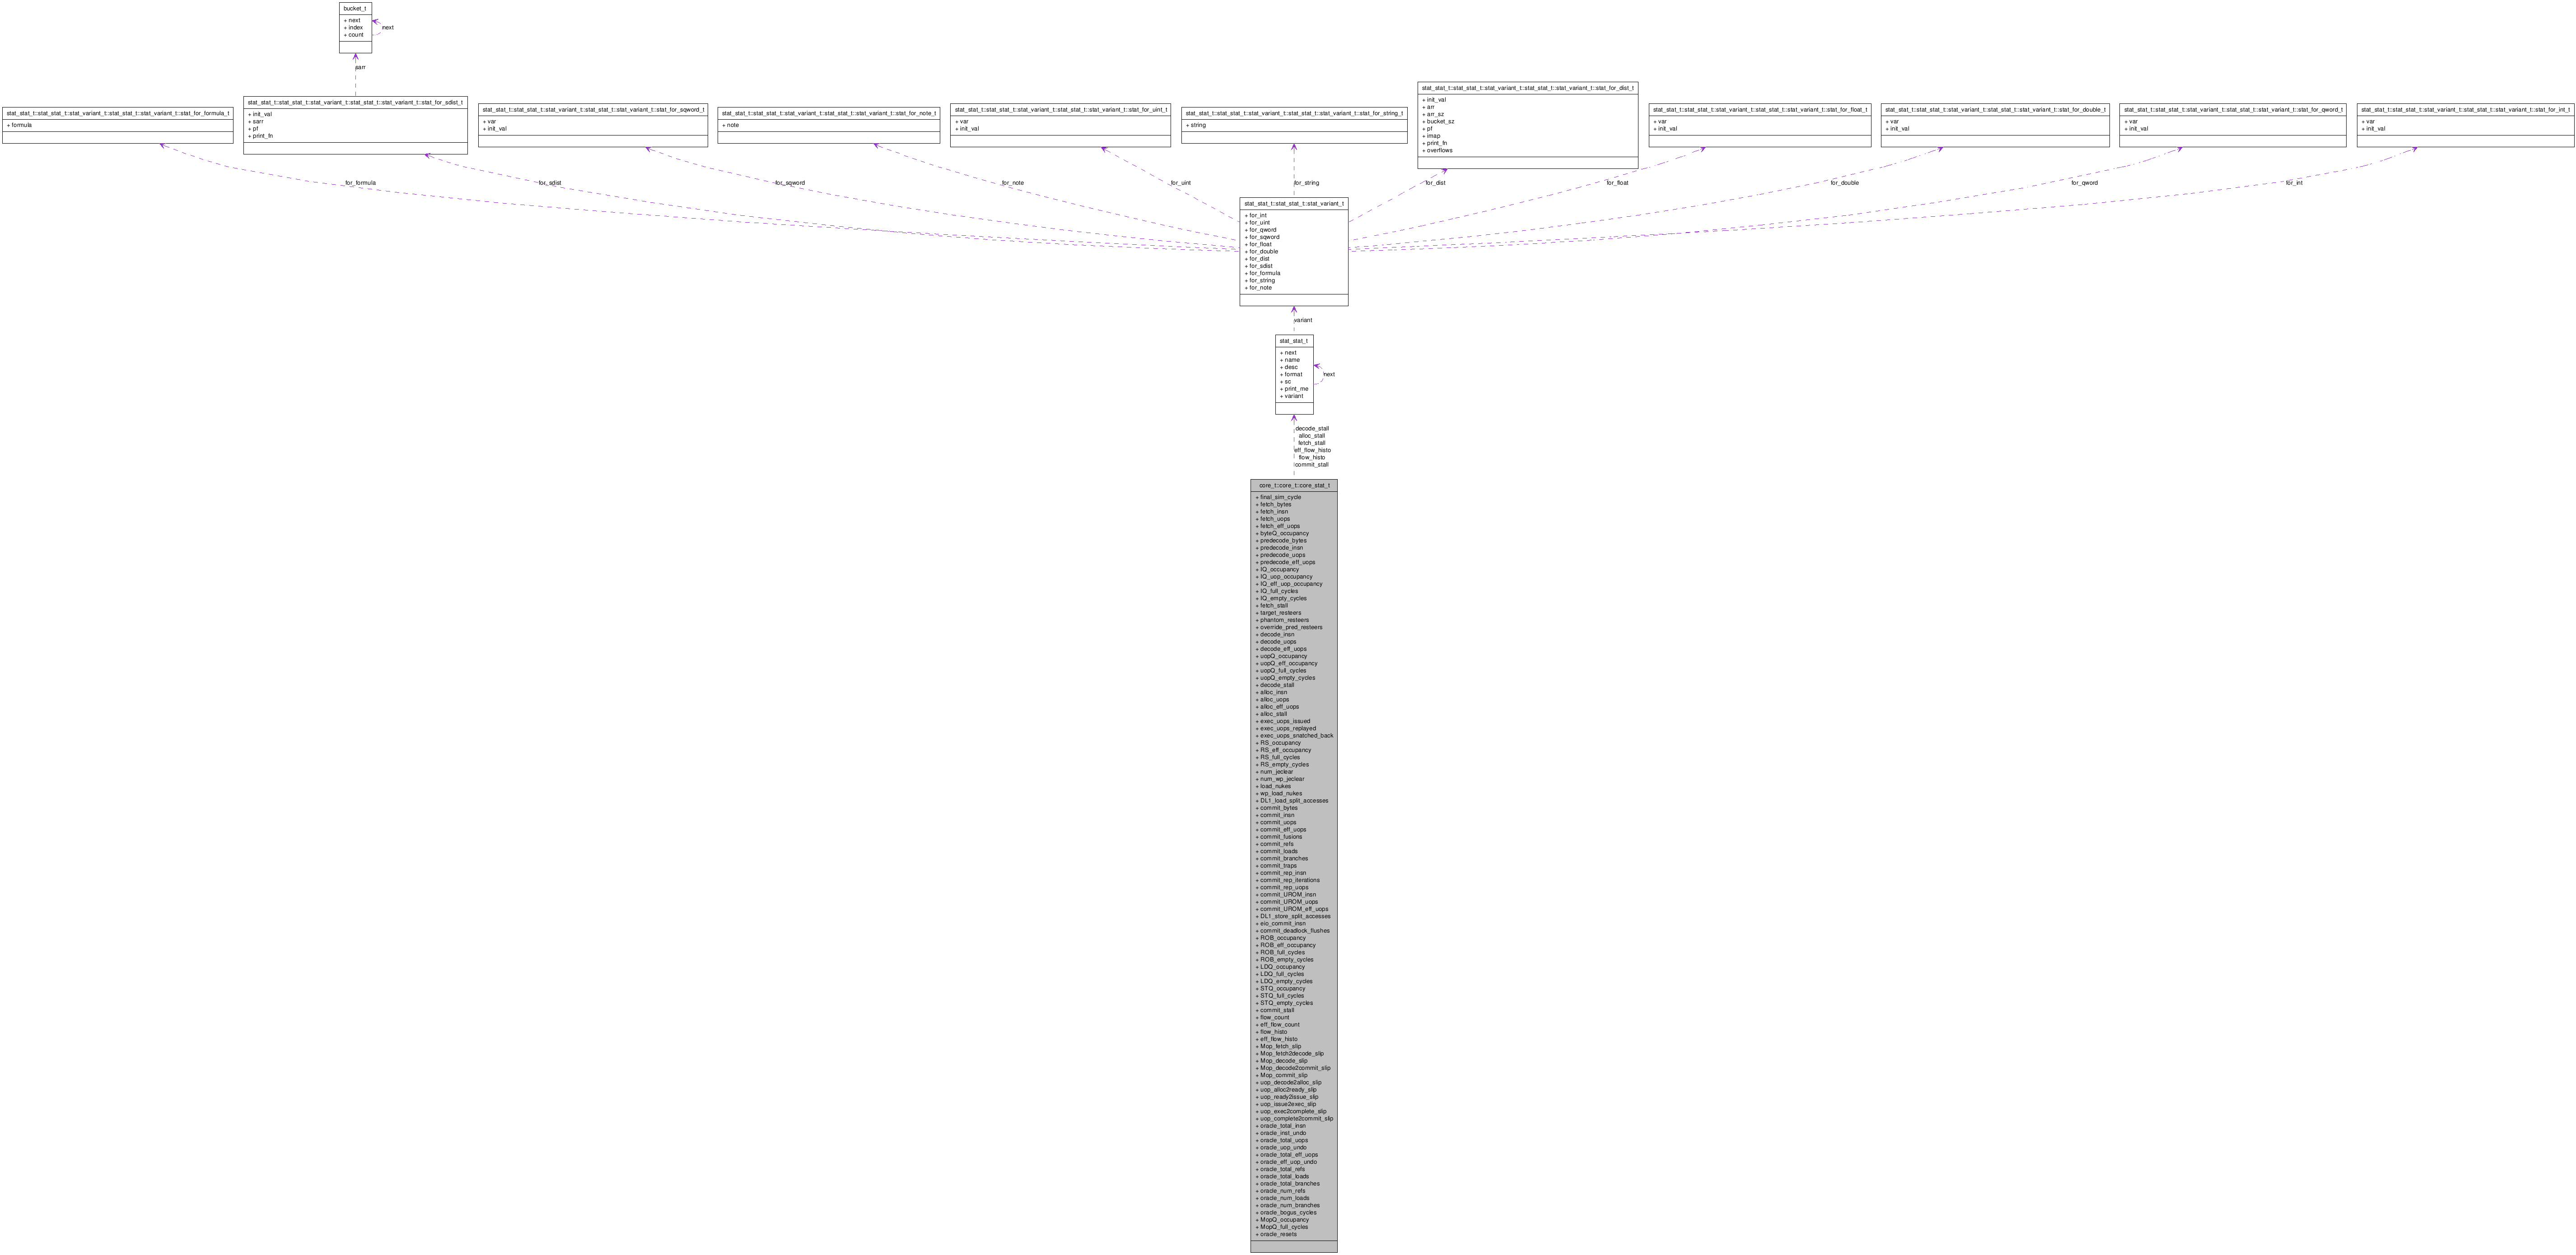 bucket_t
+ next
+ index
+ count
next
sarr
stat_stat_t::stat_stat_t::stat_variant_t::stat_stat_t::stat_variant_t::stat_for_formula_t
+ formula
stat_stat_t::stat_stat_t::stat_variant_t::stat_stat_t::stat_variant_t::stat_for_sdist_t
+ init_val
+ sarr
+ pf
+ print_fn
stat_stat_t::stat_stat_t::stat_variant_t::stat_stat_t::stat_variant_t::stat_for_sqword_t
+ var
+ init_val
stat_stat_t::stat_stat_t::stat_variant_t::stat_stat_t::stat_variant_t::stat_for_note_t
+ note
stat_stat_t::stat_stat_t::stat_variant_t::stat_stat_t::stat_variant_t::stat_for_uint_t
+ var
+ init_val
stat_stat_t::stat_stat_t::stat_variant_t::stat_stat_t::stat_variant_t::stat_for_string_t
+ string
stat_stat_t::stat_stat_t::stat_variant_t::stat_stat_t::stat_variant_t::stat_for_dist_t
+ init_val
+ arr
+ arr_sz
+ bucket_sz
+ pf
+ imap
+ print_fn
+ overflows
stat_stat_t::stat_stat_t::stat_variant_t::stat_stat_t::stat_variant_t::stat_for_float_t
+ var
+ init_val
stat_stat_t::stat_stat_t::stat_variant_t::stat_stat_t::stat_variant_t::stat_for_double_t
+ var
+ init_val
stat_stat_t::stat_stat_t::stat_variant_t::stat_stat_t::stat_variant_t::stat_for_qword_t
+ var
+ init_val
stat_stat_t::stat_stat_t::stat_variant_t::stat_stat_t::stat_variant_t::stat_for_int_t
+ var
+ init_val
for_formula
for_sdist
for_sqword
for_note
for_uint
for_string
for_dist
for_float
for_double
for_qword
for_int
stat_stat_t::stat_stat_t::stat_variant_t
+ for_int
+ for_uint
+ for_qword
+ for_sqword
+ for_float
+ for_double
+ for_dist
+ for_sdist
+ for_formula
+ for_string
+ for_note
variant
stat_stat_t
+ next
+ name
+ desc
+ format
+ sc
+ print_me
+ variant
next
decode_stall
alloc_stall
fetch_stall
eff_flow_histo
flow_histo
commit_stall
core_t::core_t::core_stat_t
+ final_sim_cycle
+ fetch_bytes
+ fetch_insn
+ fetch_uops
+ fetch_eff_uops
+ byteQ_occupancy
+ predecode_bytes
+ predecode_insn
+ predecode_uops
+ predecode_eff_uops
+ IQ_occupancy
+ IQ_uop_occupancy
+ IQ_eff_uop_occupancy
+ IQ_full_cycles
+ IQ_empty_cycles
+ fetch_stall
+ target_resteers
+ phantom_resteers
+ override_pred_resteers
+ decode_insn
+ decode_uops
+ decode_eff_uops
+ uopQ_occupancy
+ uopQ_eff_occupancy
+ uopQ_full_cycles
+ uopQ_empty_cycles
+ decode_stall
+ alloc_insn
+ alloc_uops
+ alloc_eff_uops
+ alloc_stall
+ exec_uops_issued
+ exec_uops_replayed
+ exec_uops_snatched_back
+ RS_occupancy
+ RS_eff_occupancy
+ RS_full_cycles
+ RS_empty_cycles
+ num_jeclear
+ num_wp_jeclear
+ load_nukes
+ wp_load_nukes
+ DL1_load_split_accesses
+ commit_bytes
+ commit_insn
+ commit_uops
+ commit_eff_uops
+ commit_fusions
+ commit_refs
+ commit_loads
+ commit_branches
+ commit_traps
+ commit_rep_insn
+ commit_rep_iterations
+ commit_rep_uops
+ commit_UROM_insn
+ commit_UROM_uops
+ commit_UROM_eff_uops
+ DL1_store_split_accesses
+ eio_commit_insn
+ commit_deadlock_flushes
+ ROB_occupancy
+ ROB_eff_occupancy
+ ROB_full_cycles
+ ROB_empty_cycles
+ LDQ_occupancy
+ LDQ_full_cycles
+ LDQ_empty_cycles
+ STQ_occupancy
+ STQ_full_cycles
+ STQ_empty_cycles
+ commit_stall
+ flow_count
+ eff_flow_count
+ flow_histo
+ eff_flow_histo
+ Mop_fetch_slip
+ Mop_fetch2decode_slip
+ Mop_decode_slip
+ Mop_decode2commit_slip
+ Mop_commit_slip
+ uop_decode2alloc_slip
+ uop_alloc2ready_slip
+ uop_ready2issue_slip
+ uop_issue2exec_slip
+ uop_exec2complete_slip
+ uop_complete2commit_slip
+ oracle_total_insn
+ oracle_inst_undo
+ oracle_total_uops
+ oracle_uop_undo
+ oracle_total_eff_uops
+ oracle_eff_uop_undo
+ oracle_total_refs
+ oracle_total_loads
+ oracle_total_branches
+ oracle_num_refs
+ oracle_num_loads
+ oracle_num_branches
+ oracle_bogus_cycles
+ MopQ_occupancy
+ MopQ_full_cycles
+ oracle_resets